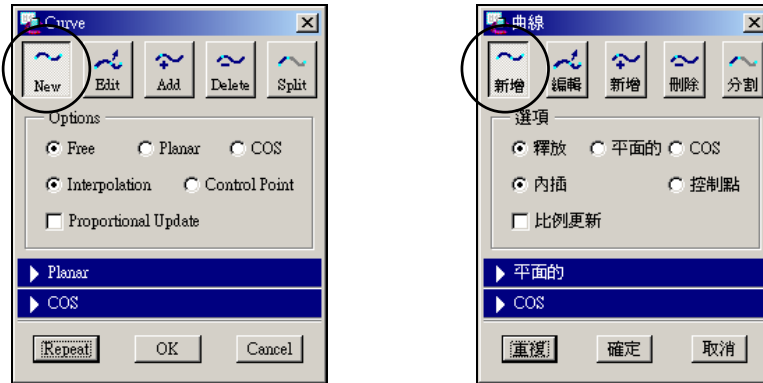 Curve
New Edit Add Delete Split
Options
Free Planar COS
Interpolation Control Point
Proportional Update
Planar
COS
Repeat OK Cancel
曲線
新增 編輯 新增 刪除 分割
選項
釋放 平面的 COS
內插 控制點
比例更新
平面的
COS
重複 確定 取消